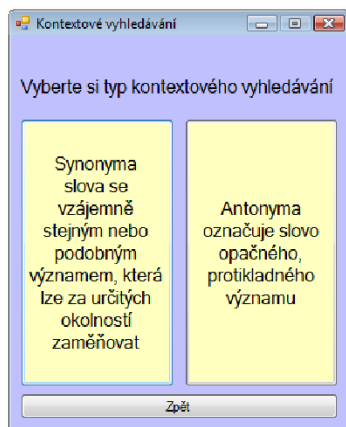 Kontextové vyhledávání
Vyberte si typ kontextového vyhledávání
Synonyma
slova se
vzájemně
stejným nebo
podobným
významem, která
lze za určitých
okolností
zaměňovat
Antonyma
označuje slovo
opačného,
protikladného
významu
Zpět